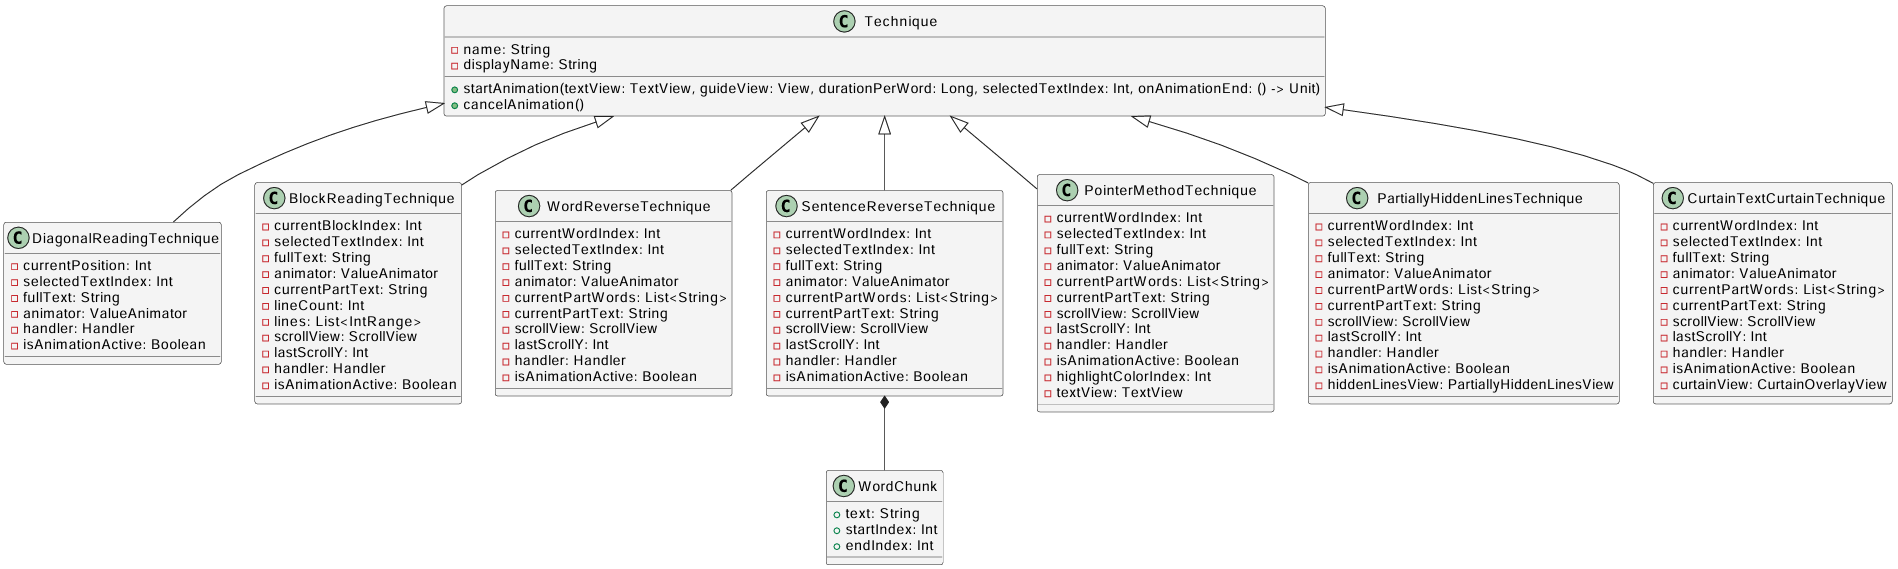 C Technique
name: String
displayName: String
startAnimation(textView: TextView, guideView: View, durationPerWord: Long, selectedTextIndex: Int, onAnimationEnd: () -> Unit)
cancelAnimation()
C DiagonalReadingTechnique
currentPosition: Int
selectedTextIndex: Int
fullText: String
animator: ValueAnimator
handler: Handler
isAnimationActive: Boolean
C BlockReadingTechnique
currentBlockIndex: Int
selectedTextIndex: Int
fullText: String
animator: ValueAnimator
currentPartText: String
lineCount: Int
lines: List<IntRange>
scrollView: ScrollView
lastScrollY: Int
handler: Handler
isAnimationActive: Boolean
C WordReverseTechnique
currentWordIndex: Int
selectedTextIndex: Int
fullText: String
animator: ValueAnimator
currentPartWords: List<String>
currentPartText: String
scrollView: ScrollView
lastScrollY: Int
handler: Handler
isAnimationActive: Boolean
C SentenceReverseTechnique
currentWordIndex: Int
selectedTextIndex: Int
fullText: String
animator: ValueAnimator
currentPartWords: List<String>
currentPartText: String
scrollView: ScrollView
lastScrollY: Int
handler: Handler
isAnimationActive: Boolean
C PointerMethodTechnique
currentWordIndex: Int
selectedTextIndex: Int
fullText: String
animator: ValueAnimator
currentPartWords: List<String>
currentPartText: String
scrollView: ScrollView
lastScrollY: Int
handler: Handler
isAnimationActive: Boolean
highlightColorIndex: Int
textView: TextView
C PartiallyHiddenLinesTechnique
currentWordIndex: Int
selectedTextIndex: Int
fullText: String
animator: ValueAnimator
currentPartWords: List<String>
currentPartText: String
scrollView: ScrollView
lastScrollY: Int
handler: Handler
isAnimationActive: Boolean
hiddenLinesView: PartiallyHiddenLinesView
C CurtainTextCurtainTechnique
currentWordIndex: Int
selectedTextIndex: Int
fullText: String
animator: ValueAnimator
currentPartWords: List<String>
currentPartText: String
scrollView: ScrollView
lastScrollY: Int
handler: Handler
isAnimationActive: Boolean
curtainView: CurtainOverlayView
C WordChunk
text: String
startIndex: Int
endIndex: Int